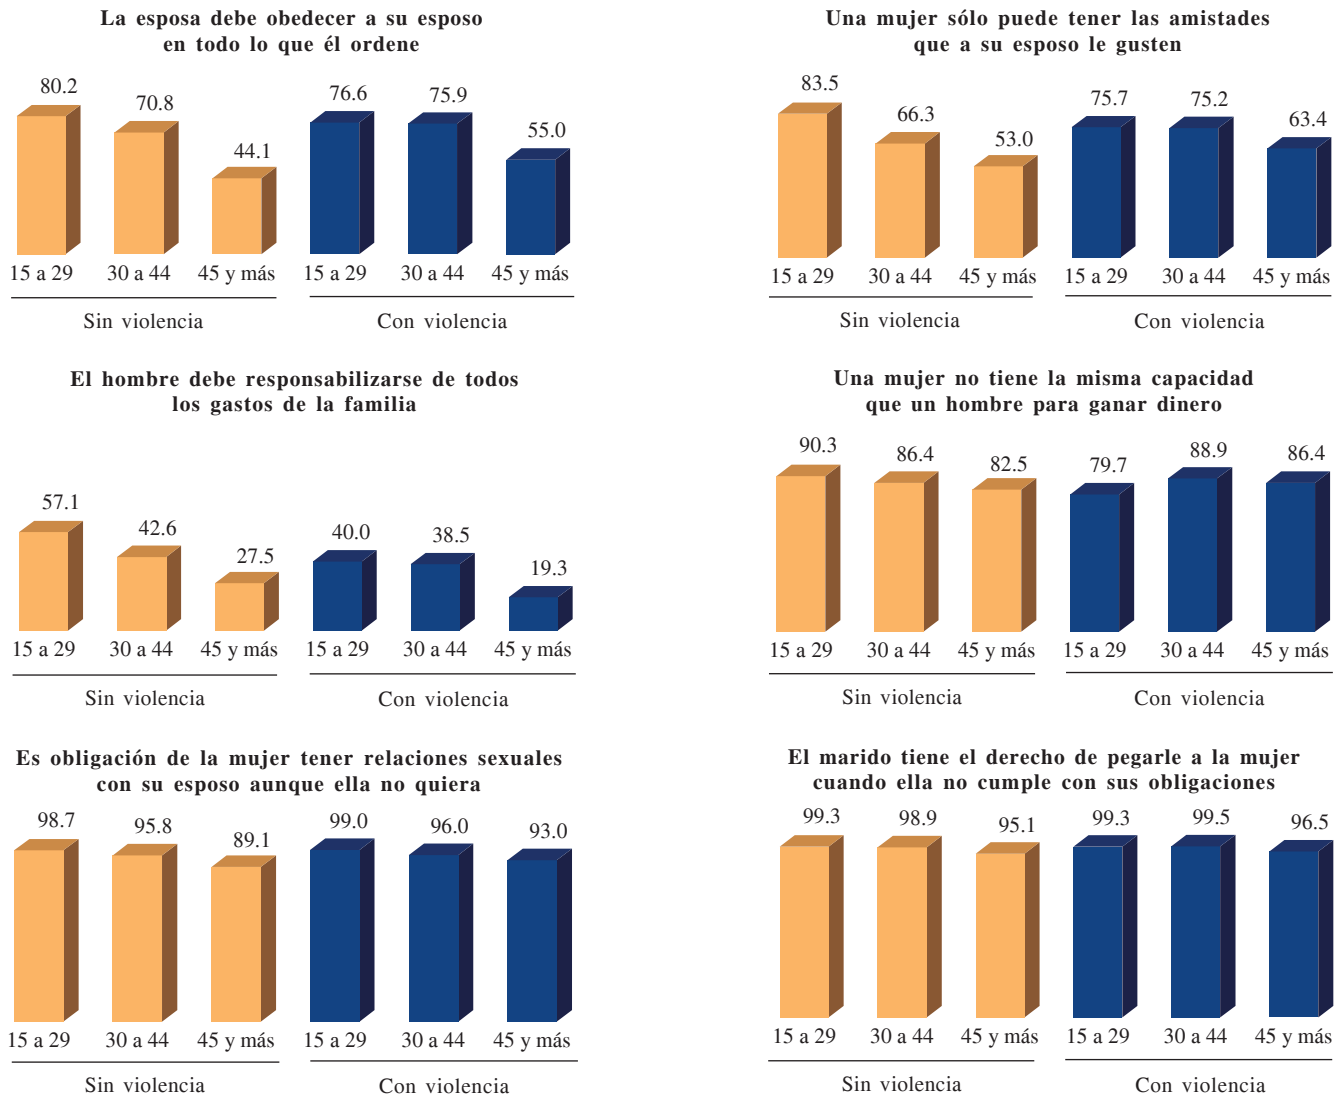 La esposa debe obedecer a su esposo
en todo lo que él ordene
80.2
70.8
44.1
76.6
75.9
55.0
15 a 29
30 a 44
45 y más
15 a 29
30 a 44
45 y más
Sin violencia
Con violencia
Una mujer sólo puede tener las amistades
que a su esposo le gusten
83.5
66.3
53.0
75.7
75.2
63.4
15 a 29
30 a 44
45 y más
15 a 29
30 a 44
45 y más
Sin violencia
Con violencia
El hombre debe responsabilizarse de todos
los gastos de la familia
57.1
42.6
27.5
40.0
38.5
19.3
15 a 29
30 a 44
45 y más
15 a 29
30 a 44
45 y más
Sin violencia
Con violencia
Una mujer no tiene la misma capacidad
que un hombre para ganar dinero
90.3
86.4
82.5
79.7
88.9
86.4
15 a 29
30 a 44
45 y más
15 a 29
30 a 44
45 y más
Sin violencia
Con violencia
Es obligación de la mujer tener relaciones sexuales
con su esposo aunque ella no quiera
98.7
95.8
89.1
99.0
96.0
93.0
15 a 29
30 a 44
45 y más
15 a 29
30 a 44
45 y más
Sin violencia
Con violencia
El marido tiene el derecho de pegarle a la mujer
cuando ella no cumple con sus obligaciones
99.3
98.9
95.1
99.3
99.5
96.5
15 a 29
30 a 44
45 y más
15 a 29
30 a 44
45 y más
Sin violencia
Con violencia